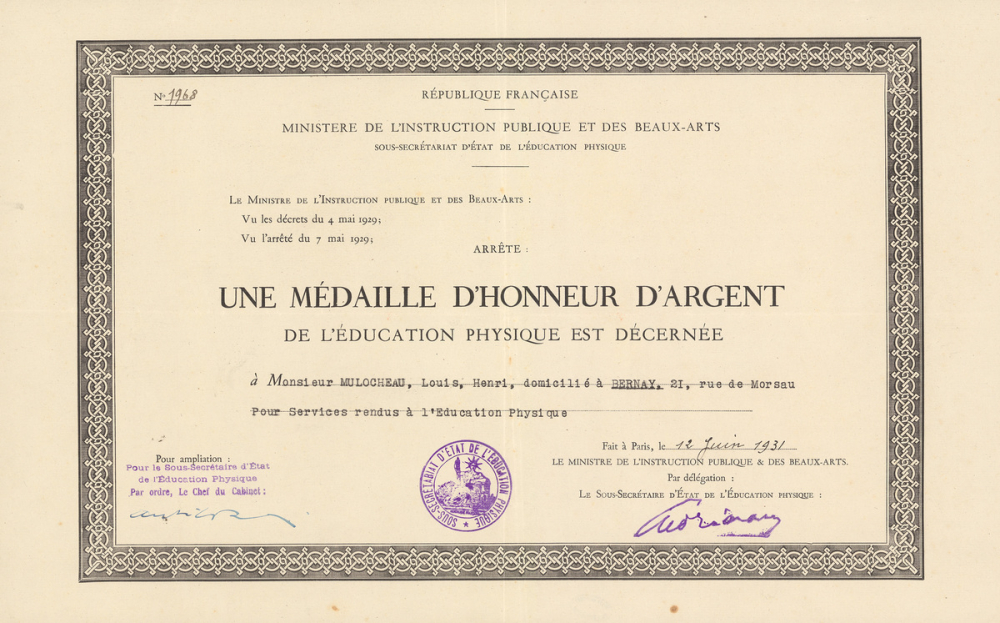 N° 1968
RÉPUBLIQUE FRANÇAISE
MINISTERE DE L'INSTRUCTION PUBLIQUE ET DES BEAUX-ARTS
SOUS-SECRÉTARIAT D'ÉTAT DE L'ÉDUCATION PHYSIQUE
LE MINISTRE DE L'INSTRUCTION PUBLIQUE ET DES BEAUX-ARTS :
Vu les décrets du 4 mai 1929;
Vu l'arrêté du 7 mai 1929;
ARRÊTE :
UNE MÉDAILLE D'HONNEUR D'ARGENT
DE L'ÉDUCATION PHYSIQUE EST DÉCERNÉE
à Monsieur MULOCHEAU, Louis, Henri, domicilié à BERNAY, 2I, rue de Morsau
Pour Services rendus à l'Education Physique
Pour ampliation :
Pour le Sous-Secrétaire d'État
de l'Éducation Physique
Par ordre, Le Chef du Cabinet :
SOUS-SECRÉTARIAT D'ÉTAT DE L'ÉDUCATION PHYSIQUE
Fait à Paris, le 12 Juin 1931
LE MINISTRE DE L'INSTRUCTION PUBLIQUE & DES BEAUX-ARTS.
Par délégation :
LE SOUS-SECRÉTAIRE D'ÉTAT DE L'ÉDUCATION PHYSIQUE :